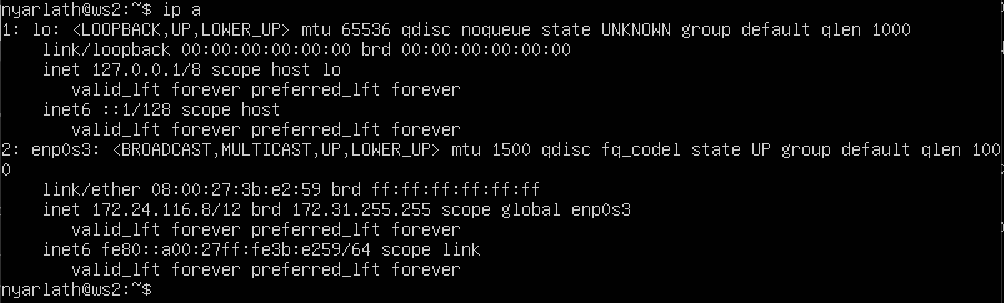 nyarlath@ws2:~$ ip a
1: lo: <LOOPBACK,UP,LOWER_UP> mtu 65536 qdisc noqueue state UNKNOWN group default qlen 1000
    link/loopback 00:00:00:00:00:00 brd 00:00:00:00:00:00
    inet 127.0.0.1/8 scope host lo
       valid_lft forever preferred_lft forever
    inet6 ::1/128 scope host
       valid_lft forever preferred_lft forever
2: enp0s3: <BROADCAST,MULTICAST,UP,LOWER_UP> mtu 1500 qdisc fq_codel state UP group default qlen 100
0
    link/ether 08:00:27:3b:e2:59 brd ff:ff:ff:ff:ff:ff
    inet 172.24.116.8/12 brd 172.31.255.255 scope global enp0s3
       valid_lft forever preferred_lft forever
    inet6 fe80::a00:27ff:fe3b:e259/64 scope link
       valid_lft forever preferred_lft forever
nyarlath@ws2:~$